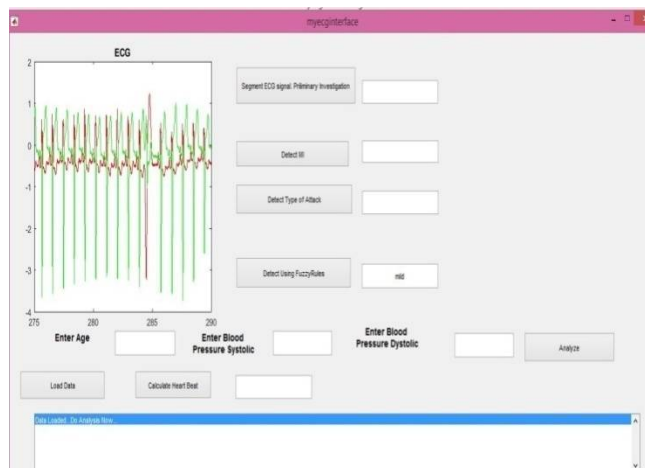 myecginterface
ECG
2
1
0
-1
-2
-3
-4
275 280 285 290
Segment ECG signal. Priliminary Investigation
Detect MI
Detect Type of Attack
Detect Using FuzzyRules
mild
Enter Age
Enter Blood
Pressure Systolic
Enter Blood
Pressure Dystolic
Analyze
Load Data
Calculate Heart Beat
Data Loaded. Do Analysis Now...